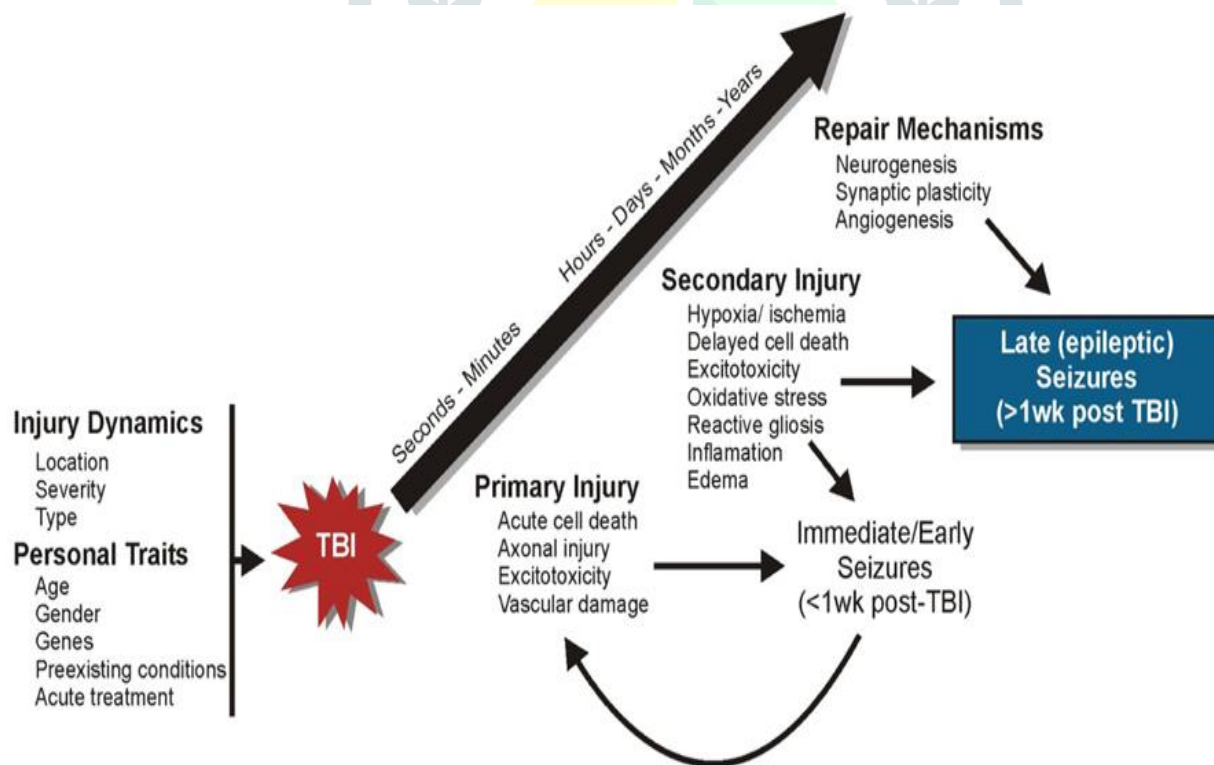 Seconds - Minutes
Hours - Days - Months -Years
Repair Mechanisms
Neurogenesis
Synaptic plasticity
Angiogenesis
Secondary Injury
Hypoxia/ ischemia
Delayed cell death
Excitotoxicity
Oxidative stress
Reactive gliosis
Inflamation
Edema
Late (epileptic)
Seizures
(>1wk post TBI)
Injury Dynamics
Location
Severity
Type
Personal Traits
Age
Gender
Genes
Preexisting conditions
Acute treatment
TBI
Primary Injury
Acute cell death
Axonal injury
Excitotoxicity
Vascular damage
Immediate/Early
Seizures
(<1wk post-TBI)